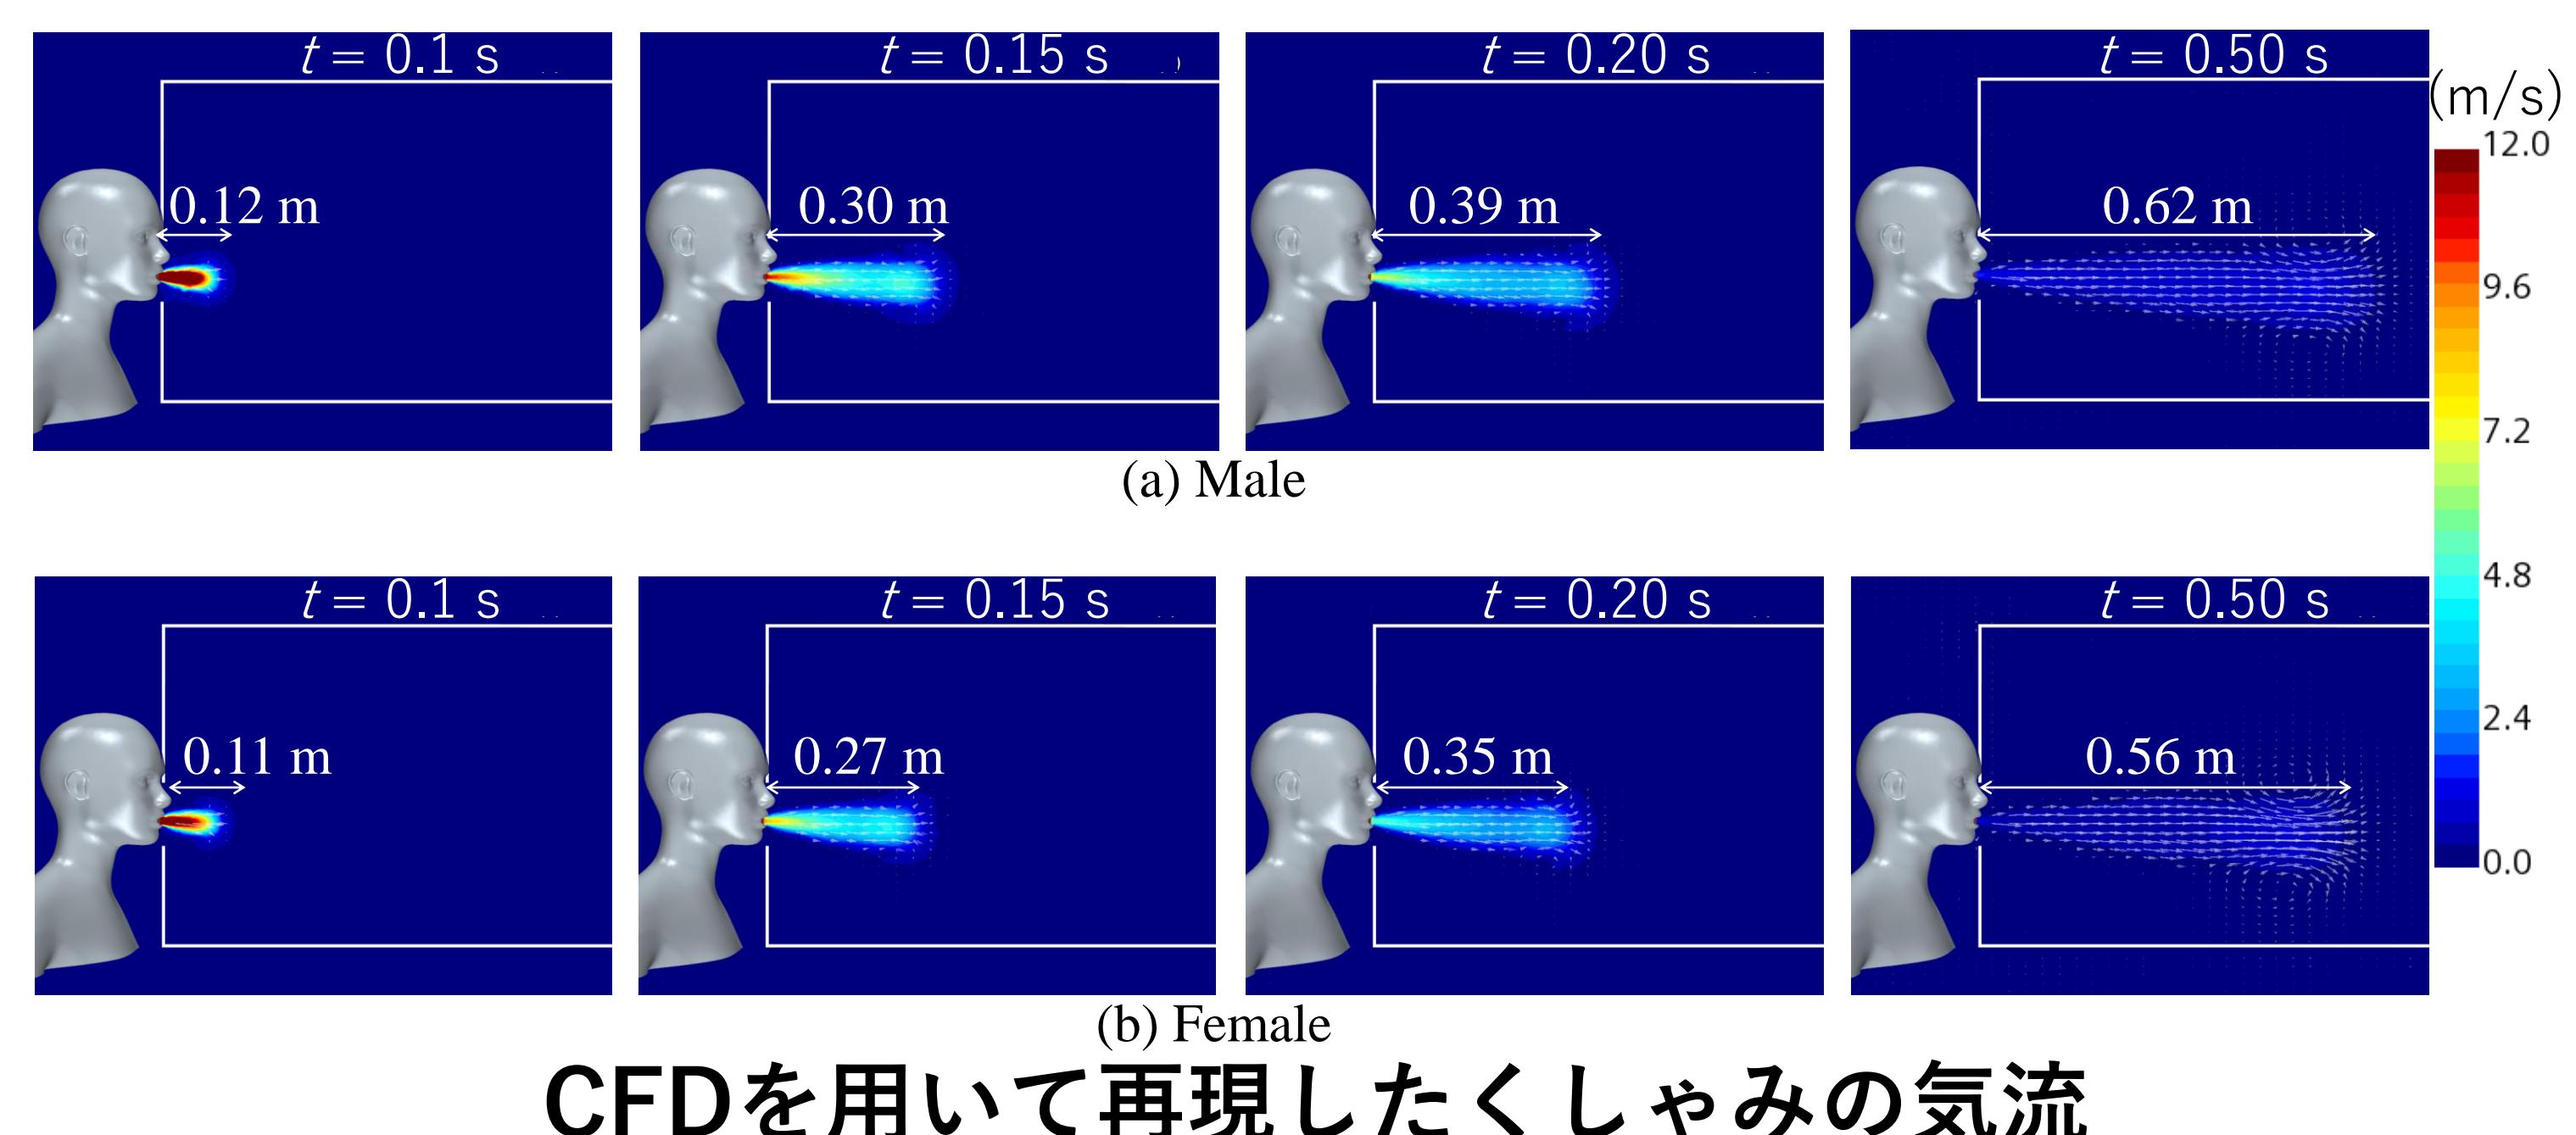 t = 0.1 s
t = 0.15 s
t = 0.20 s
t = 0.50 s
(m/s)
12.0
9.6
7.2
4.8
2.4
0.0
0.12 m
0.30 m
0.39 m
0.62 m
(a) Male
t = 0.1 s
t = 0.15 s
t = 0.20 s
t = 0.50 s
0.11 m
0.27 m
0.35 m
0.56 m
(b) Female
CFDを用いて再現したくしゃみの気流